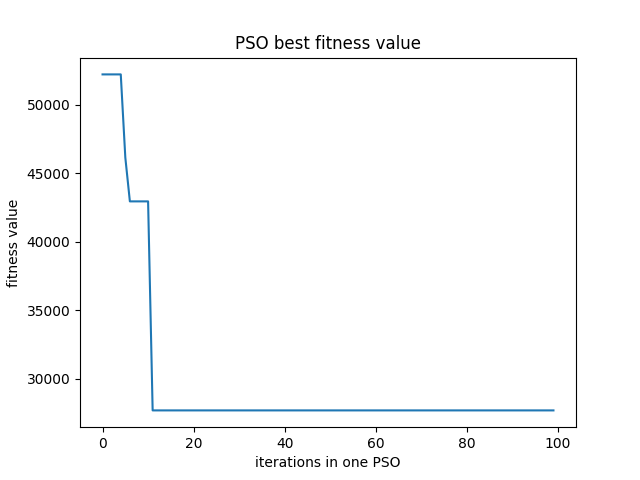 PSO best fitness value
fitness value
50000
45000
40000
35000
30000
0 20 40 60 80 100
iterations in one PSO